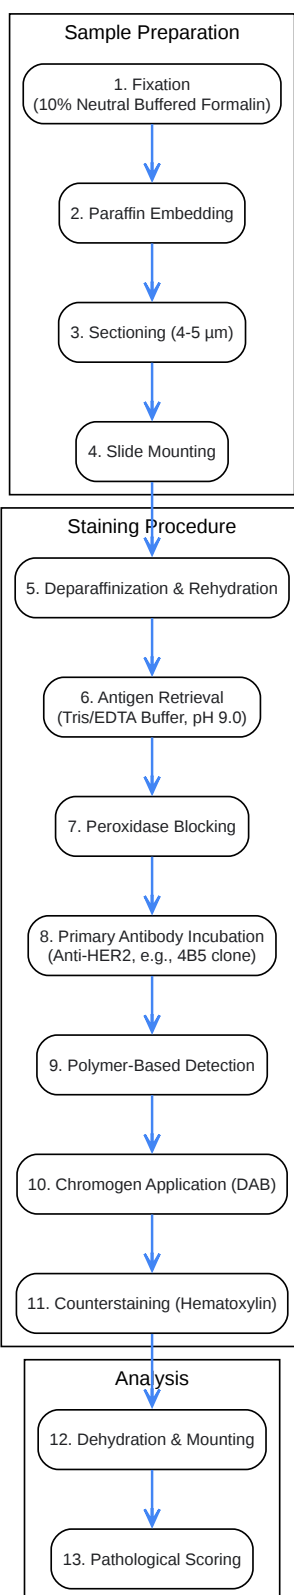 Sample Preparation
1. Fixation
(10% Neutral Buffered Formalin)
2. Paraffin Embedding
3. Sectioning (4-5 µm)
4. Slide Mounting
Staining Procedure
5. Deparaffinization & Rehydration
6. Antigen Retrieval
(Tris/EDTA Buffer, pH 9.0)
7. Peroxidase Blocking
8. Primary Antibody Incubation
(Anti-HER2, e.g., 4B5 clone)
9. Polymer-Based Detection
10. Chromogen Application (DAB)
11. Counterstaining (Hematoxylin)
Analysis
12. Dehydration & Mounting
13. Pathological Scoring